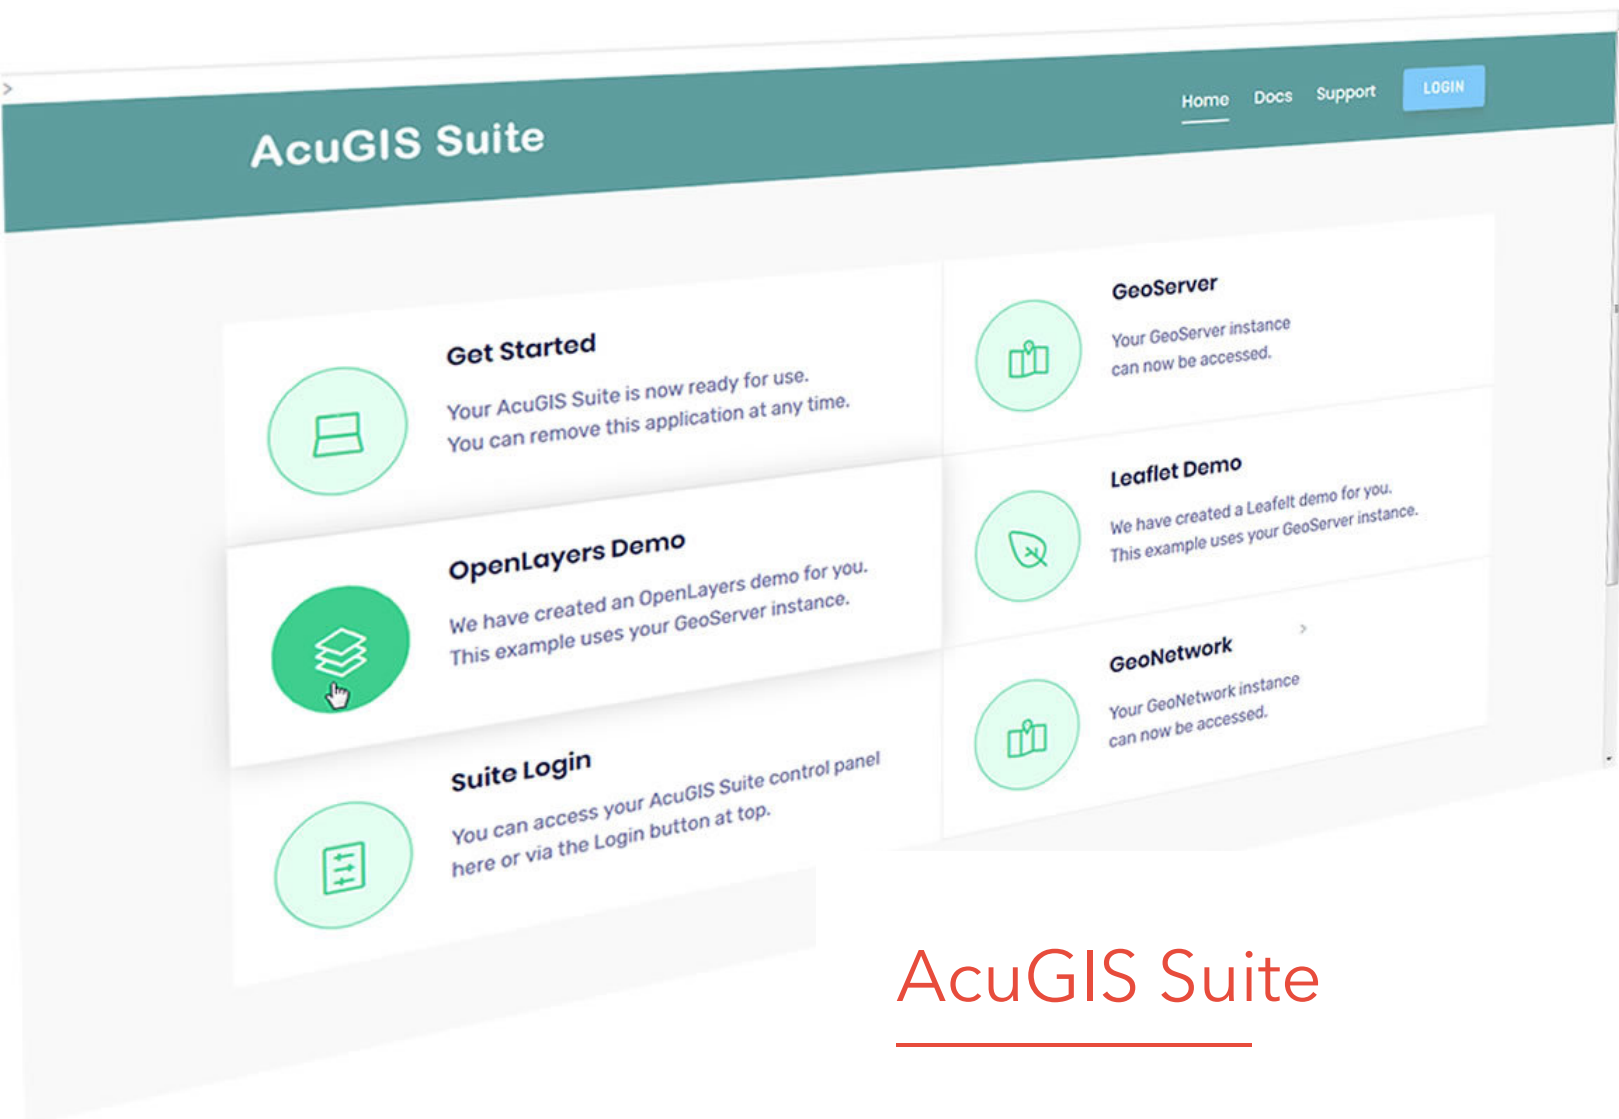 AcuGIS Suite
Home
Docs
Support
LOGIN
Get Started
Your AcuGIS Suite is now ready for use.
You can remove this application at any time.
GeoServer
Your GeoServer instance
can now be accessed.
OpenLayers Demo
We have created an OpenLayers demo for you.
This example uses your GeoServer instance.
Leaflet Demo
We have created a Leafelt demo for you.
This example uses your GeoServer instance.
Suite Login
You can access your AcuGIS Suite control panel
here or via the Login button at top.
GeoNetwork
Your GeoNetwork instance
can now be accessed.
AcuGIS Suite